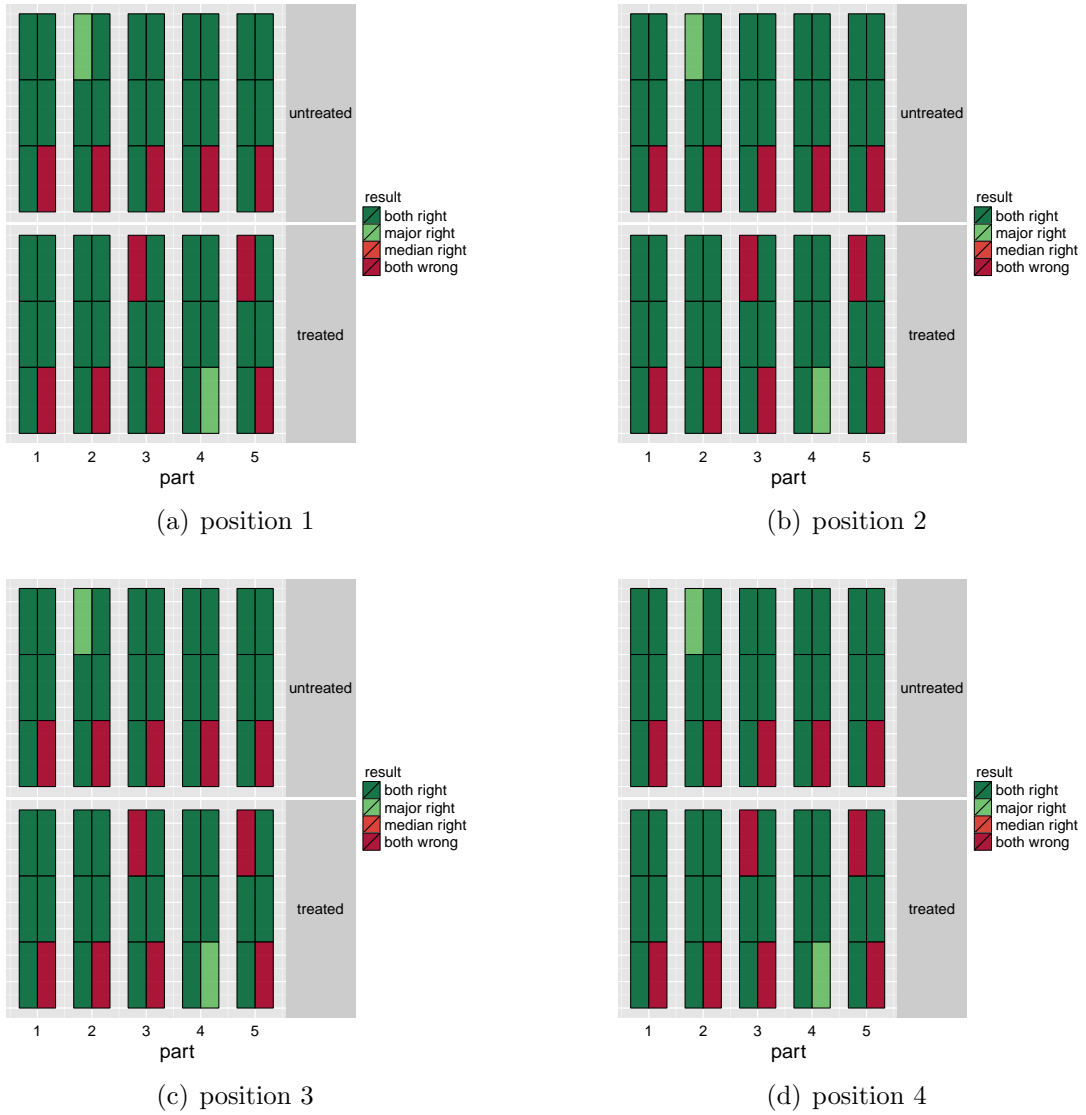 untreated
treated
1 2 3 4 5
part
result
both right
major right
median right
both wrong
(a) position 1
untreated
treated
1 2 3 4 5
part
result
both right
major right
median right
both wrong
(b) position 2
untreated
treated
1 2 3 4 5
part
result
both right
major right
median right
both wrong
(c) position 3
untreated
treated
1 2 3 4 5
part
result
both right
major right
median right
both wrong
(d) position 4